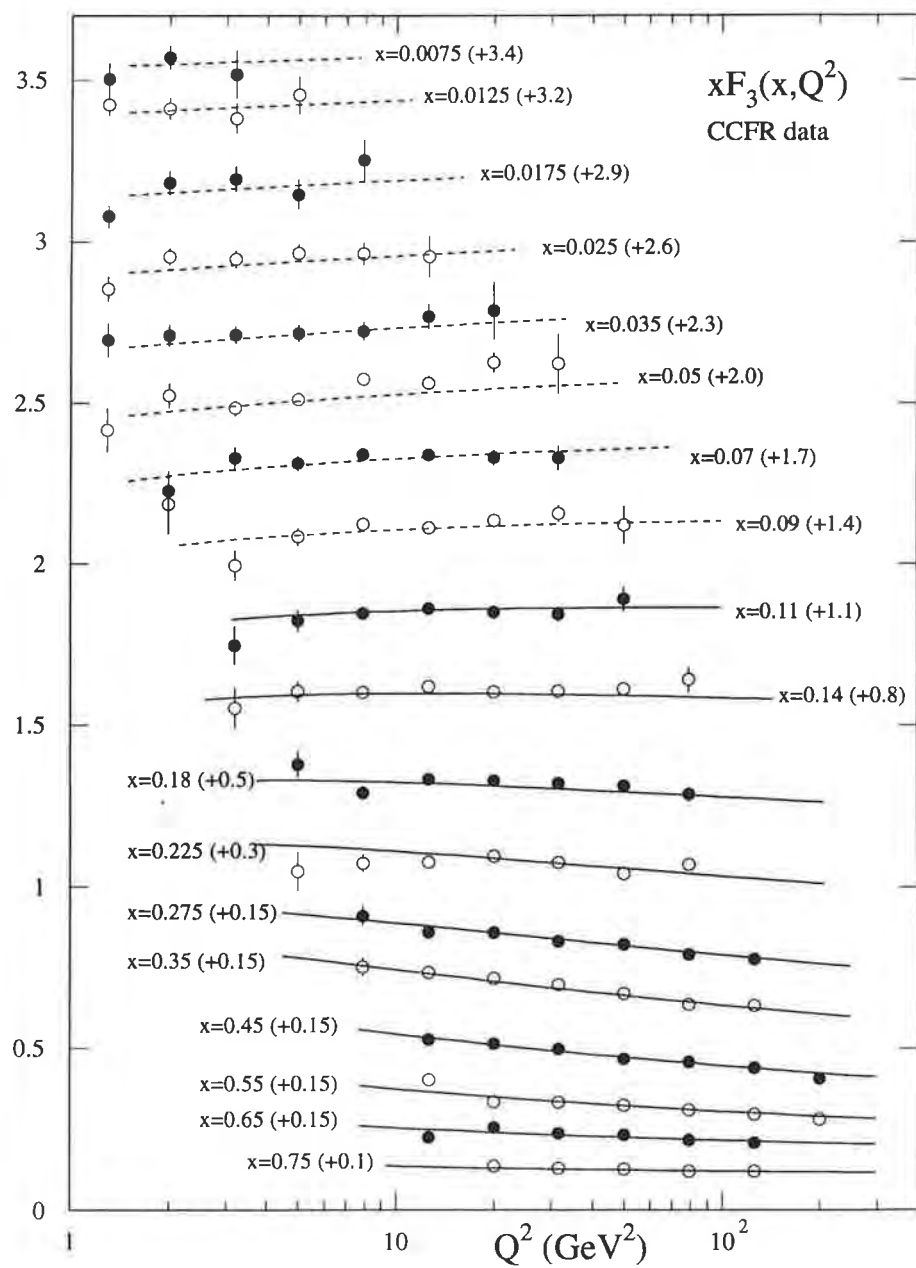 xF₃(x,Q²)
CCFR data
3.5
3
2.5
2
1.5
1
0.5
0
x=0.0075 (+3.4)
x=0.0125 (+3.2)
x=0.0175 (+2.9)
x=0.025 (+2.6)
x=0.035 (+2.3)
x=0.05 (+2.0)
x=0.07 (+1.7)
x=0.09 (+1.4)
x=0.11 (+1.1)
x=0.14 (+0.8)
x=0.18 (+0.5)
x=0.225 (+0.3)
x=0.275 (+0.15)
x=0.35 (+0.15)
x=0.45 (+0.15)
x=0.55 (+0.15)
x=0.65 (+0.15)
x=0.75 (+0.1)
1
10
10²
Q² (GeV²)